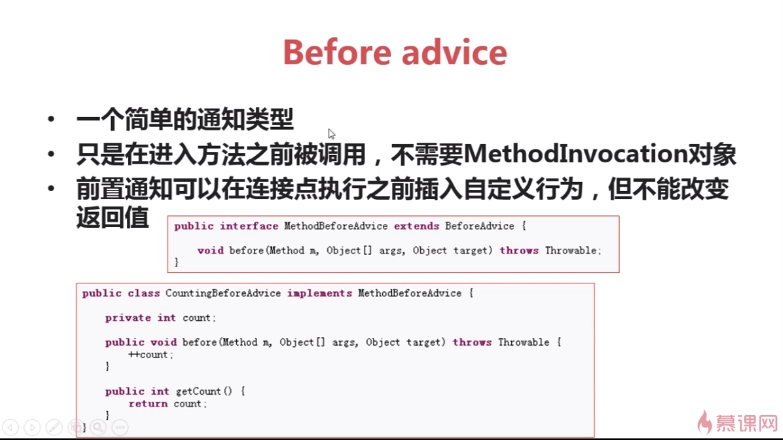 Before advice
• 一个简单的通知类型
• 只是在进入方法之前被调用，不需要MethodInvocation对象
• 前置通知可以在连接点执行之前插入自定义行为，但不能改变
返回值
public interface MethodBeforeAdvice extends BeforeAdvice {
void before(Method m, Object[] args, Object target) throws Throwable;
}
public class CountingBeforeAdvice implements MethodBeforeAdvice {
private int count;
public void before(Method m, Object[] args, Object target) throws Throwable {
++count;
}
public int getCount() {
return count;
}
}
慕课网